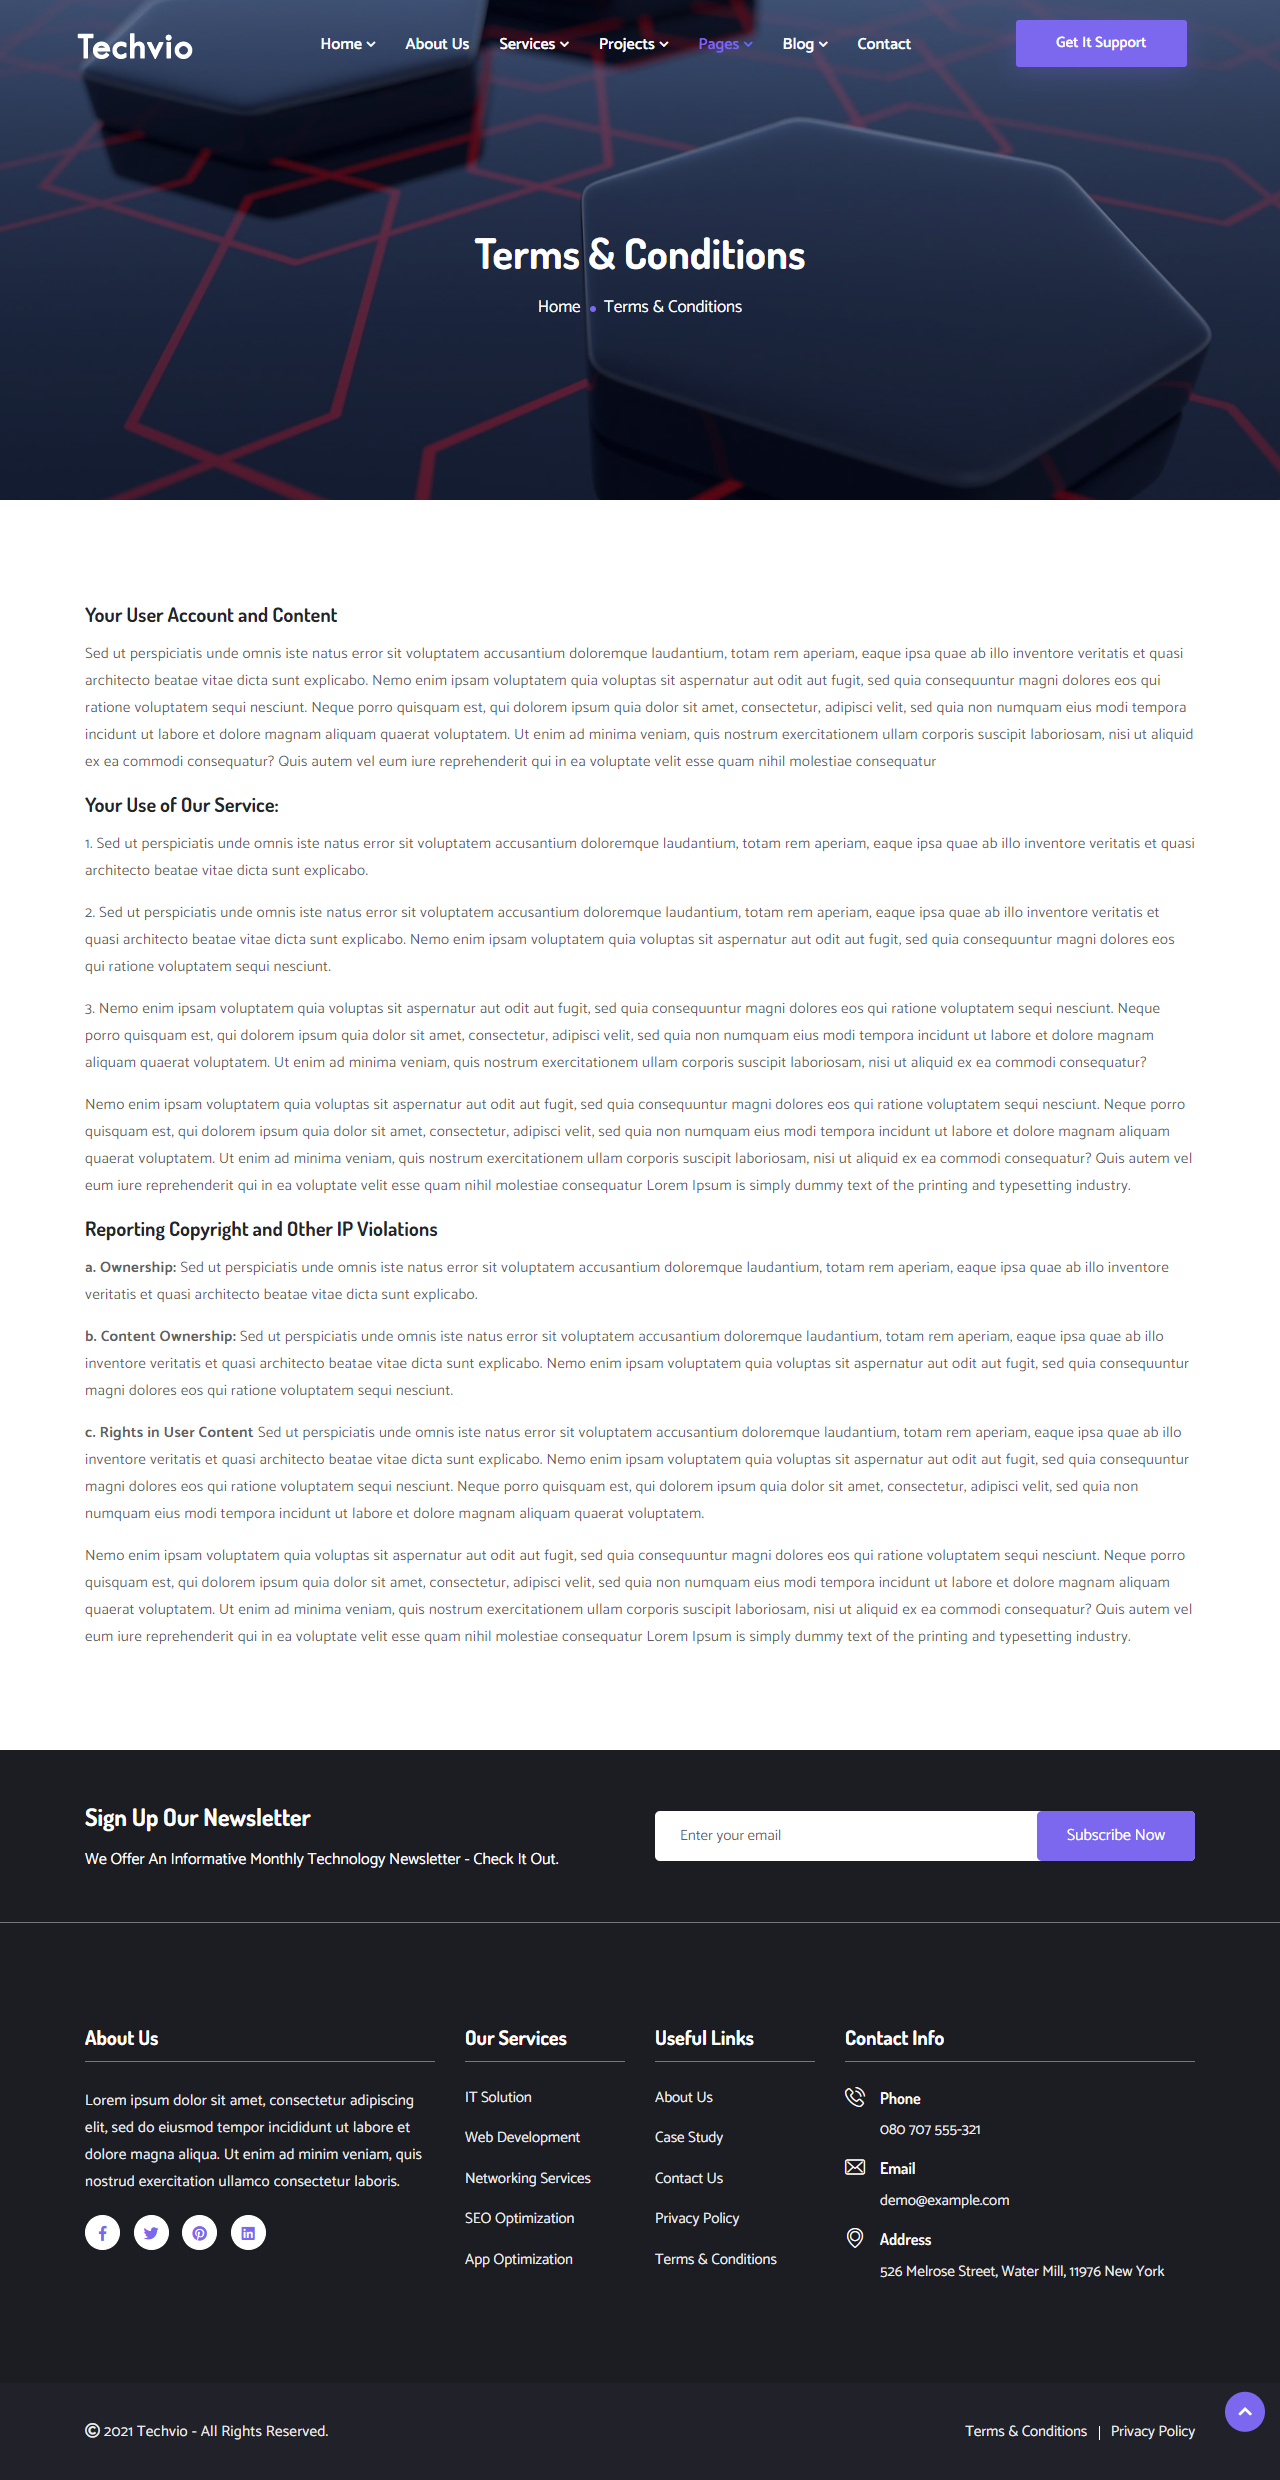 Techvio
Home
About Us
Services
Projects
Pages
Blog
Contact
Get It Support
Terms & Conditions
Home
Terms & Conditions
Your User Account and Content
Sed ut perspiciatis unde omnis iste natus error sit voluptatem accusantium doloremque laudantium, totam rem aperiam, eaque ipsa quae ab illo inventore veritatis et quasi
architecto beatae vitae dicta sunt explicabo. Nemo enim ipsam voluptatem quia voluptas sit aspernatur aut odit aut fugit, sed quia consequuntur magni dolores eos qui
ratione voluptatem sequi nesciunt. Neque porro quisquam est, qui dolorem ipsum quia dolor sit amet, consectetur, adipisci velit, sed quia non numquam eius modi tempora
incidunt ut labore et dolore magnam aliquam quaerat voluptatem. Ut enim ad minima veniam, quis nostrum exercitationem ullam corporis suscipit laboriosam, nisi ut aliquid
ex ea commodi consequatur? Quis autem vel eum iure reprehenderit qui in ea voluptate velit esse quam nihil molestiae consequatur
Your Use of Our Service:
1. Sed ut perspiciatis unde omnis iste natus error sit voluptatem accusantium doloremque laudantium, totam rem aperiam, eaque ipsa quae ab illo inventore veritatis et quasi
architecto beatae vitae dicta sunt explicabo.
2. Sed ut perspiciatis unde omnis iste natus error sit voluptatem accusantium doloremque laudantium, totam rem aperiam, eaque ipsa quae ab illo inventore veritatis et
quasi architecto beatae vitae dicta sunt explicabo. Nemo enim ipsam voluptatem quia voluptas sit aspernatur aut odit aut fugit, sed quia consequuntur magni dolores eos
qui ratione voluptatem sequi nesciunt.
3. Nemo enim ipsam voluptatem quia voluptas sit aspernatur aut odit aut fugit, sed quia consequuntur magni dolores eos qui ratione voluptatem sequi nesciunt. Neque
porro quisquam est, qui dolorem ipsum quia dolor sit amet, consectetur, adipisci velit, sed quia non numquam eius modi tempora incidunt ut labore et dolore magnam
aliquam quaerat voluptatem. Ut enim ad minima veniam, quis nostrum exercitationem ullam corporis suscipit laboriosam, nisi ut aliquid ex ea commodi consequatur?
Nemo enim ipsam voluptatem quia voluptas sit aspernatur aut odit aut fugit, sed quia consequuntur magni dolores eos qui ratione voluptatem sequi nesciunt. Neque porro
quisquam est, qui dolorem ipsum quia dolor sit amet, consectetur, adipisci velit, sed quia non numquam eius modi tempora incidunt ut labore et dolore magnam aliquam
quaerat voluptatem. Ut enim ad minima veniam, quis nostrum exercitationem ullam corporis suscipit laboriosam, nisi ut aliquid ex ea commodi consequatur? Quis autem vel
eum iure reprehenderit qui in ea voluptate velit esse quam nihil molestiae consequatur Lorem Ipsum is simply dummy text of the printing and typesetting industry.
Reporting Copyright and Other IP Violations
a. Ownership: Sed ut perspiciatis unde omnis iste natus error sit voluptatem accusantium doloremque laudantium, totam rem aperiam, eaque ipsa quae ab illo inventore
veritatis et quasi architecto beatae vitae dicta sunt explicabo.
b. Content Ownership: Sed ut perspiciatis unde omnis iste natus error sit voluptatem accusantium doloremque laudantium, totam rem aperiam, eaque ipsa quae ab illo
inventore veritatis et quasi architecto beatae vitae dicta sunt explicabo. Nemo enim ipsam voluptatem quia voluptas sit aspernatur aut odit aut fugit, sed quia consequuntur
magni dolores eos qui ratione voluptatem sequi nesciunt.
c. Rights in User Content Sed ut perspiciatis unde omnis iste natus error sit voluptatem accusantium doloremque laudantium, totam rem aperiam, eaque ipsa quae ab illo
inventore veritatis et quasi architecto beatae vitae dicta sunt explicabo. Nemo enim ipsam voluptatem quia voluptas sit aspernatur aut odit aut fugit, sed quia consequuntur
magni dolores eos qui ratione voluptatem sequi nesciunt. Neque porro quisquam est, qui dolorem ipsum quia dolor sit amet, consectetur, adipisci velit, sed quia non
numquam eius modi tempora incidunt ut labore et dolore magnam aliquam quaerat voluptatem.
Nemo enim ipsam voluptatem quia voluptas sit aspernatur aut odit aut fugit, sed quia consequuntur magni dolores eos qui ratione voluptatem sequi nesciunt. Neque porro
quisquam est, qui dolorem ipsum quia dolor sit amet, consectetur, adipisci velit, sed quia non numquam eius modi tempora incidunt ut labore et dolore magnam aliquam
quaerat voluptatem. Ut enim ad minima veniam, quis nostrum exercitationem ullam corporis suscipit laboriosam, nisi ut aliquid ex ea commodi consequatur? Quis autem vel
eum iure reprehenderit qui in ea voluptate velit esse quam nihil molestiae consequatur Lorem Ipsum is simply dummy text of the printing and typesetting industry.
Sign Up Our Newsletter
We Offer An Informative Monthly Technology Newsletter - Check It Out.
Enter your email
Subscribe Now
About Us
Lorem ipsum dolor sit amet, consectetur adipiscing
elit, sed do eiusmod tempor incididunt ut labore et
dolore magna aliqua. Ut enim ad minim veniam, quis
nostrud exercitation ullamco consectetur laboris.
Our Services
IT Solution
Web Development
Networking Services
SEO Optimization
App Optimization
Useful Links
About Us
Case Study
Contact Us
Privacy Policy
Terms & Conditions
Contact Info
Phone
080 707 555-321
Email
demo@example.com
Address
526 Melrose Street, Water Mill, 11976 New York
© 2021 Techvio - All Rights Reserved.
Terms & Conditions | Privacy Policy